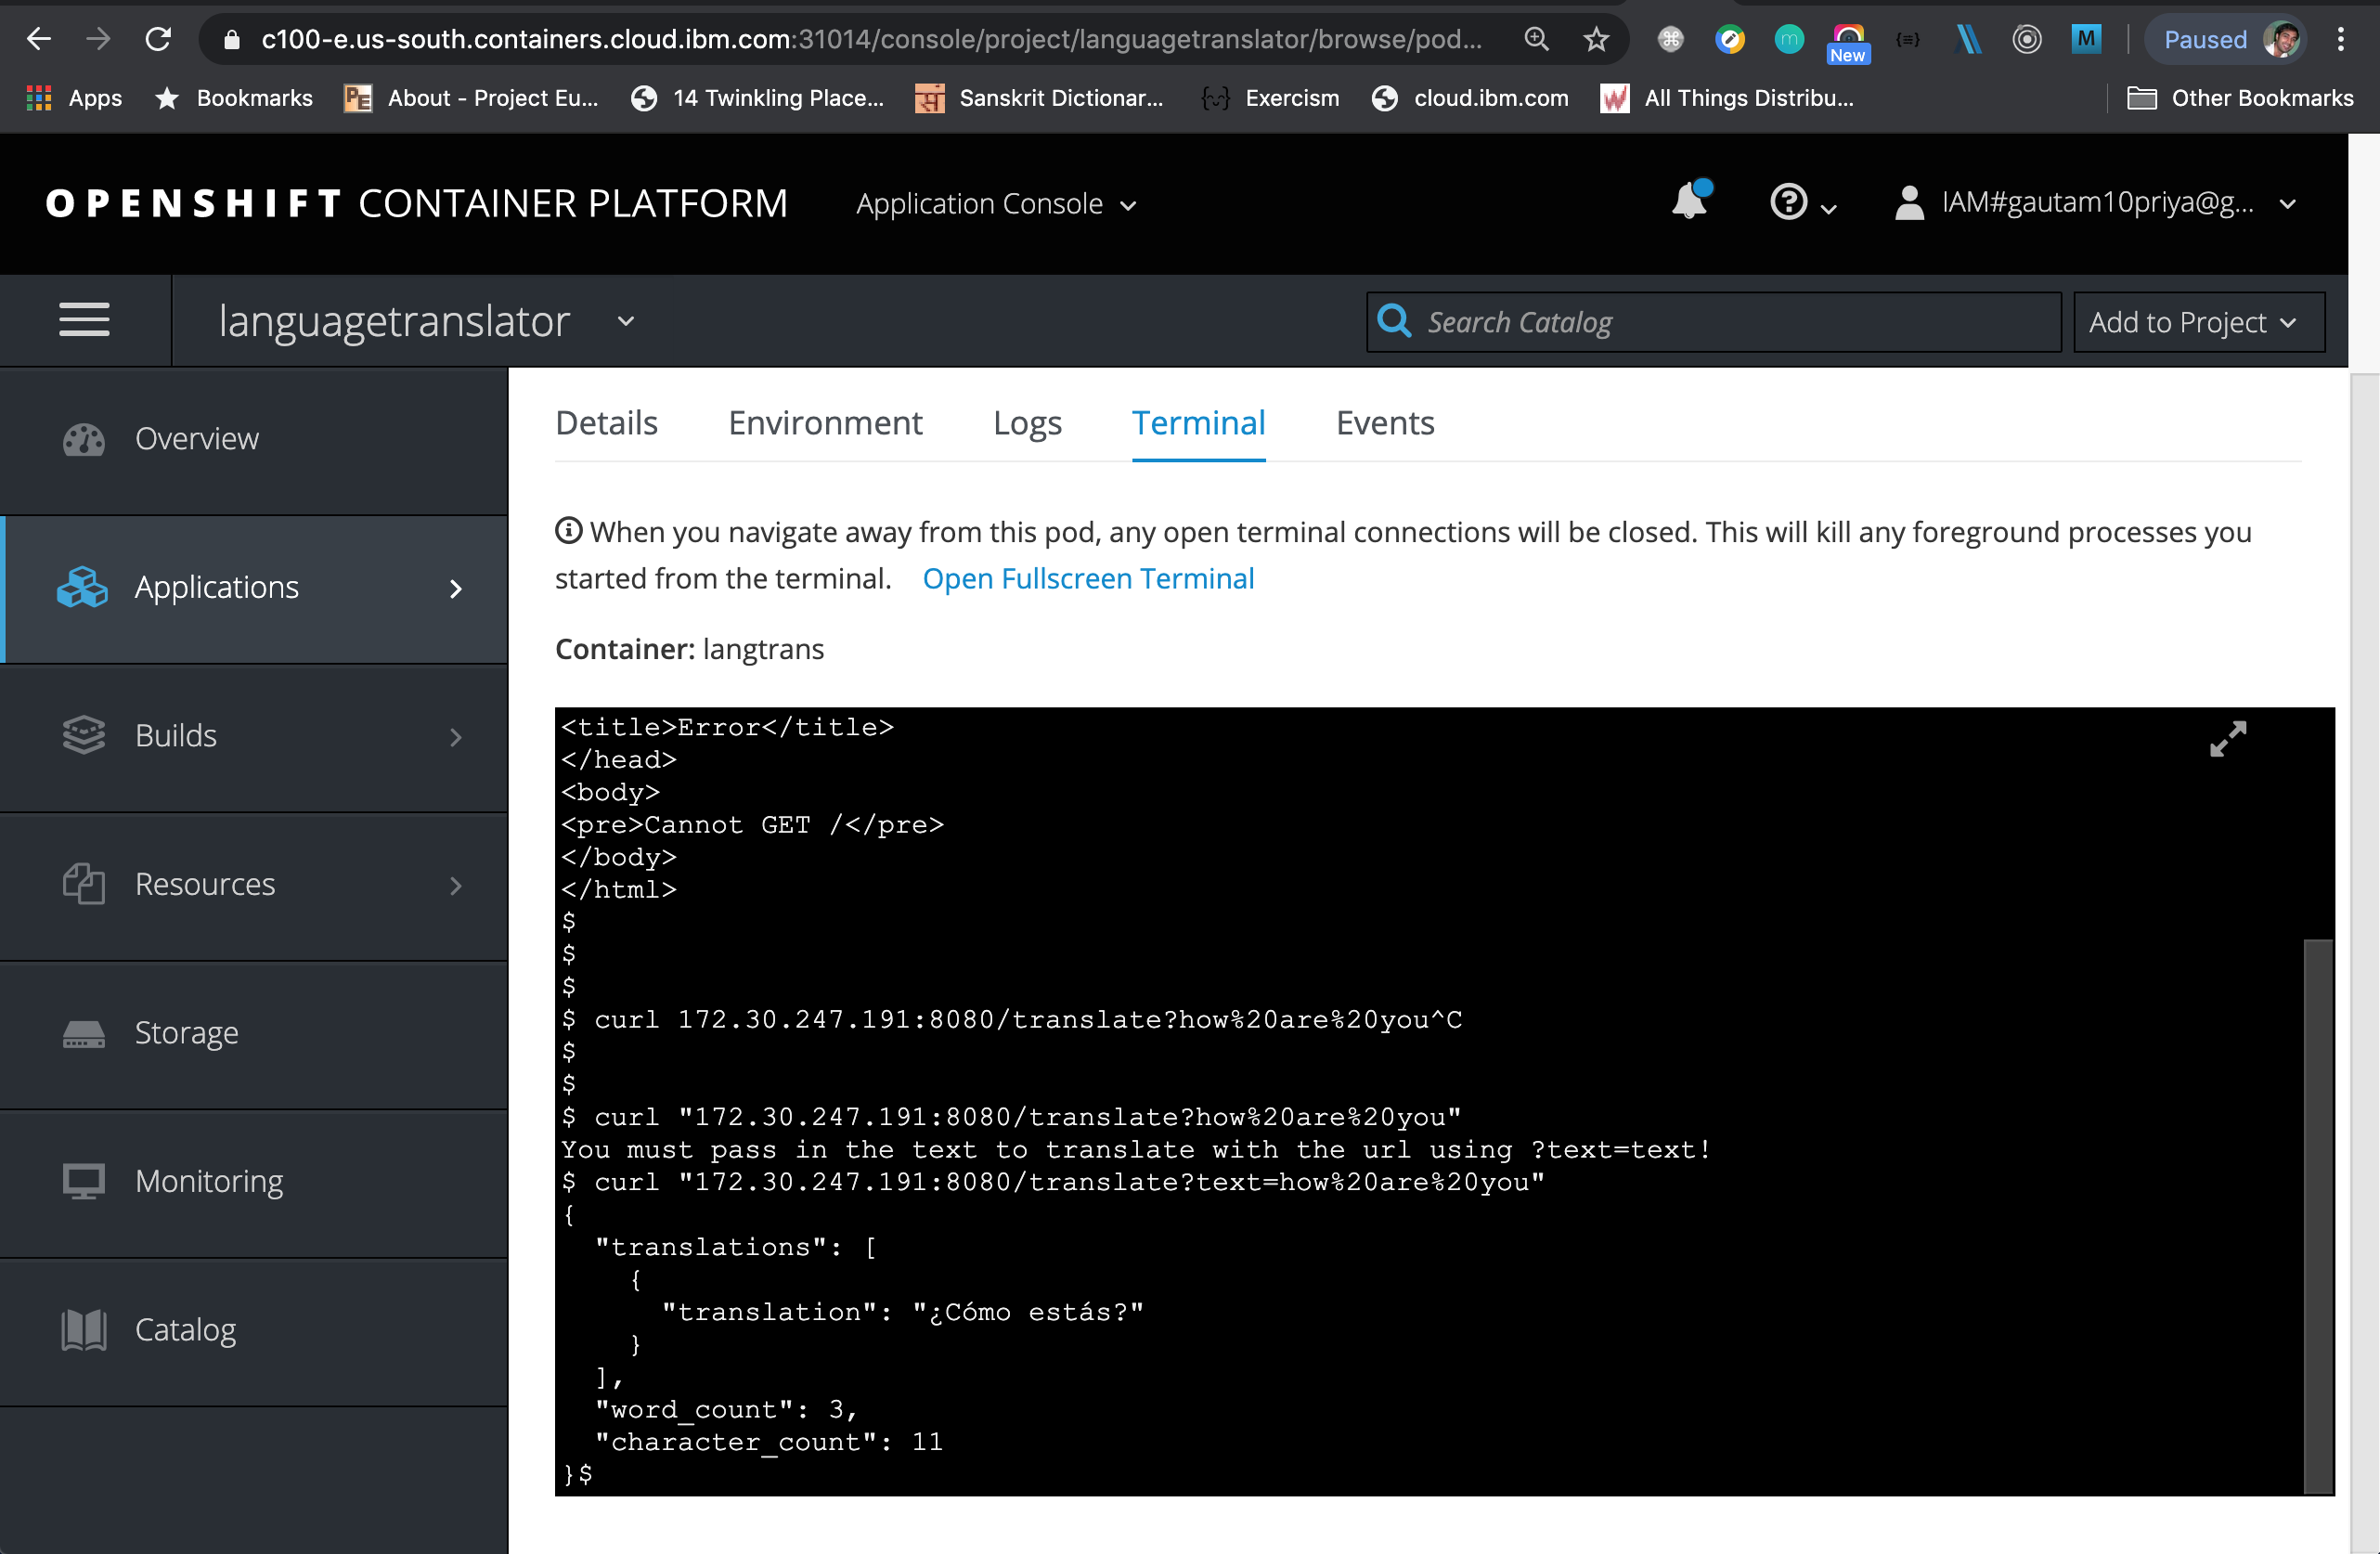 c100-e.us-south.containers.cloud.ibm.com:31014/console/project/languagetranslator/browse/pod...
New
M
Paused
Apps
Bookmarks
PE About - Project Eu...
14 Twinkling Place...
Sanskrit Dictionar...
Exercism
cloud.ibm.com
All Things Distribu...
Other Bookmarks
OPENSHIFT CONTAINER PLATFORM
Application Console
IAM#gautam10priya@g...
languagetranslator
Search Catalog
Add to Project
Overview
Applications
Builds
Resources
Storage
Monitoring
Catalog
Details Environment Logs Terminal Events
When you navigate away from this pod, any open terminal connections will be closed. This will kill any foreground processes you
started from the terminal. Open Fullscreen Terminal
Container: langtrans
<title>Error</title>
</head>
<body>
<pre>Cannot GET /</pre>
</body>
</html>
$
$
$
$ curl 172.30.247.191:8080/translate?how%20are%20you^C
$
$
$ curl "172.30.247.191:8080/translate?how%20are%20you"
You must pass in the text to translate with the url using ?text=text!
$ curl "172.30.247.191:8080/translate?text=how%20are%20you"
{
  "translations": [
    {
      "translation": "¿Cómo estás?"
    }
  ],
  "word_count": 3,
  "character_count": 11
}$